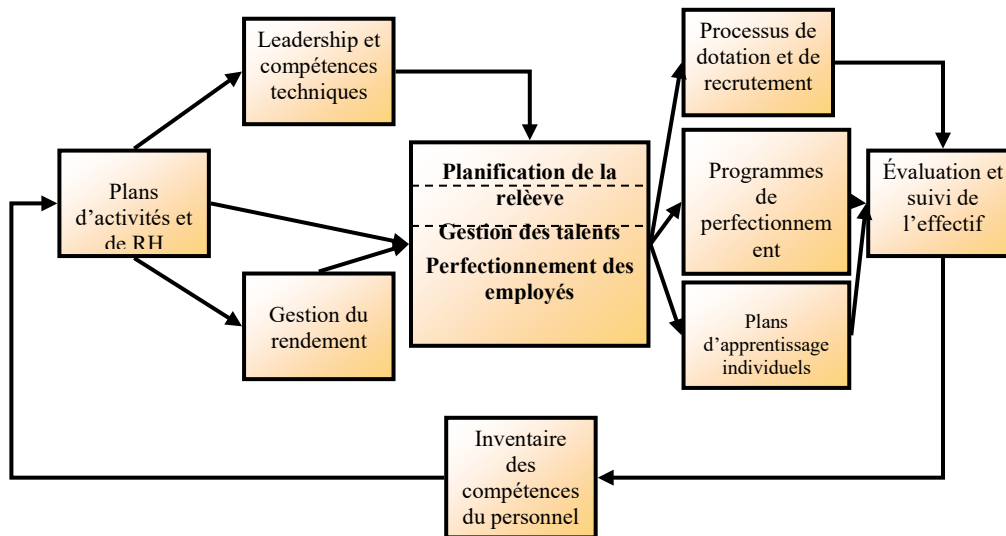 Leadership et
compétences
techniques
Processus de
dotation et de
recrutement
Plans
d’activités et
de RH
Planification de la
relèeve
Gestion des talents
Perfectionnement des
employés
Programmes
de
perfectionnem
ent
Évaluation et
suivi de
l’effectif
Gestion du
rendement
Plans
d’apprentissage
individuels
Inventaire
des
compétences
du personnel